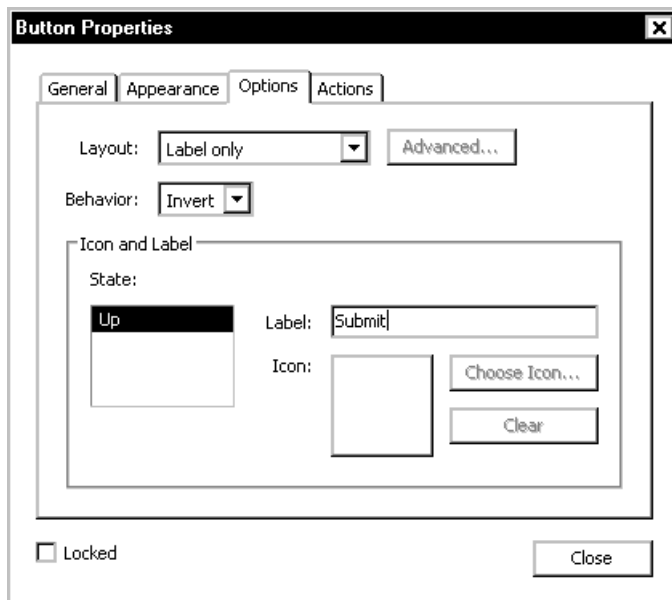 Button Properties
General Appearance Options Actions
Layout: Label only Advanced...
Behavior: Invert
Icon and Label
State:
Up
Label: Submit
Icon: Choose Icon...
Clear
Locked Close